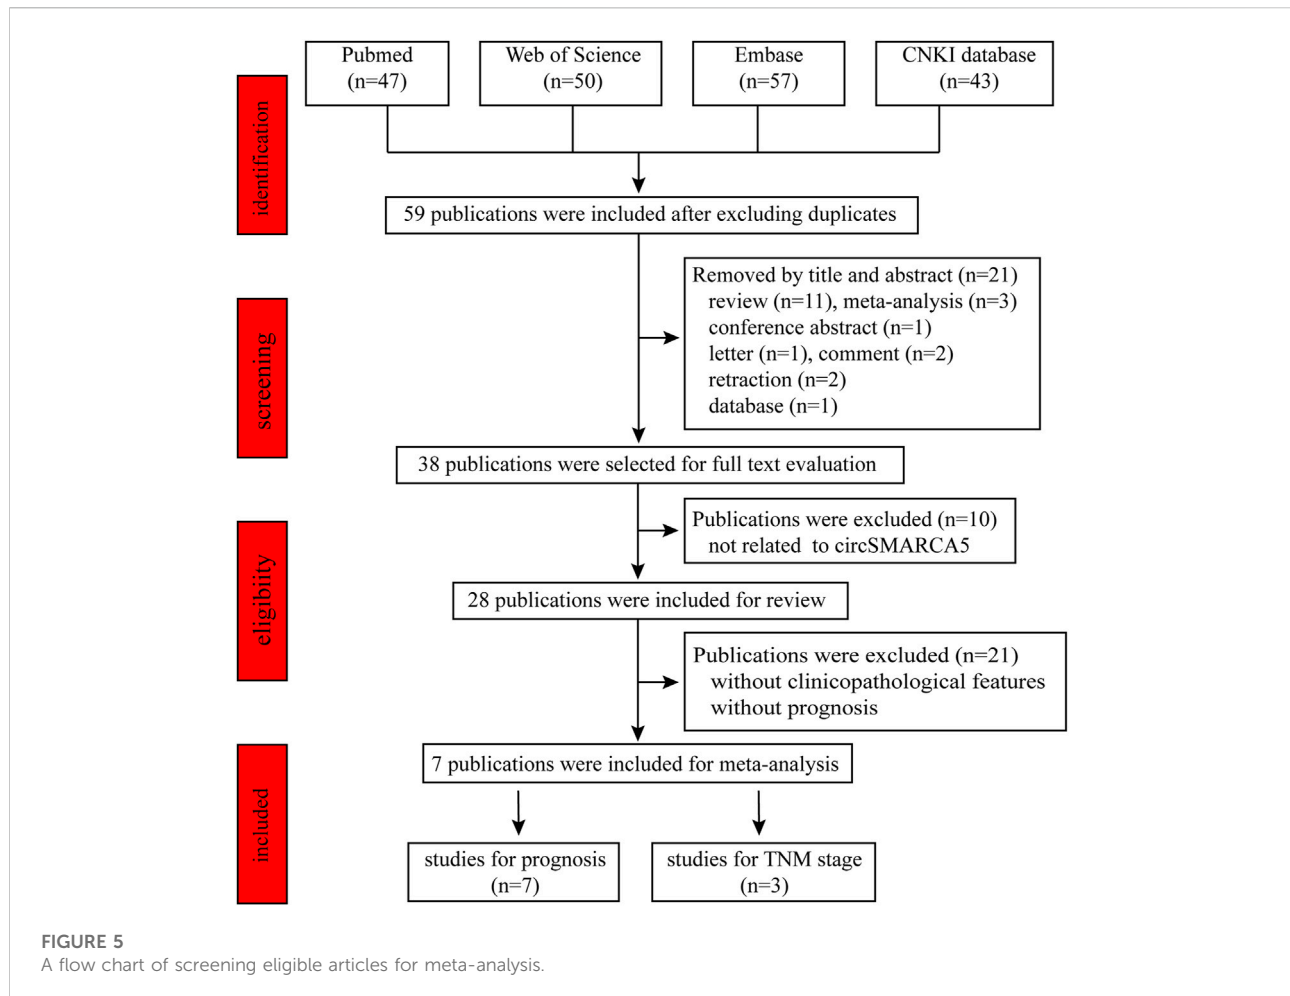 Pubmed
(n=47)
Web of Science
(n=50)
Embase
(n=57)
CNKI database
(n=43)
identification
59 publications were included after excluding duplicates
Removed by title and abstract (n=21)
review (n=11), meta-analysis (n=3)
conference abstract (n=1)
letter (n=1), comment (n=2)
retraction (n=2)
database (n=1)
screening
38 publications were selected for full text evaluation
Publications were excluded (n=10)
not related to circSMARCA5
eligibiity
28 publications were included for review
Publications were excluded (n=21)
without clinicopathological features
without prognosis
7 publications were included for meta-analysis
included
studies for prognosis
(n=7)
studies for TNM stage
(n=3)
FIGURE 5
A flow chart of screening eligible articles for meta-analysis.